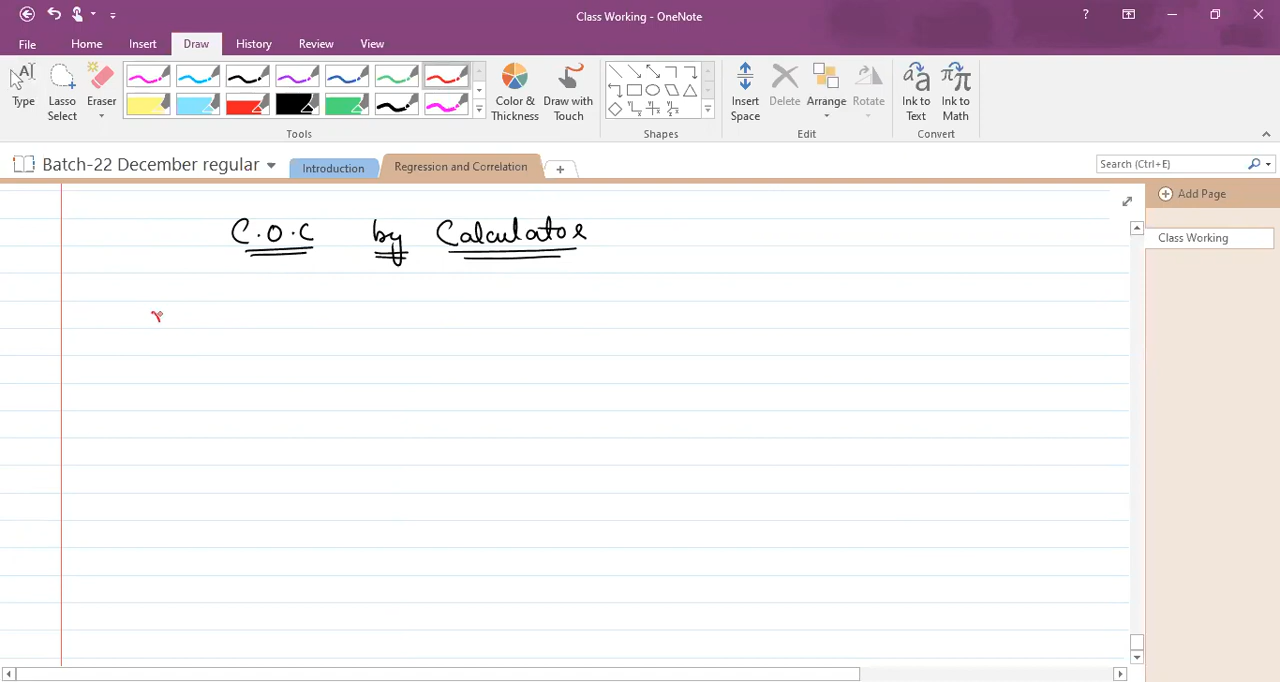 Class Working - OneNote
?
File Home Insert Draw History Review View
Type Lasso Select Eraser Color & Thickness Draw with Touch Insert Space Delete Arrange Rotate Ink to Text Ink to Math
Tools Shapes Edit Convert
Batch-22 December regular Introduction Regression and Correlation Search (Ctrl+E)
Add Page
Class Working
C.O.C by Calculator